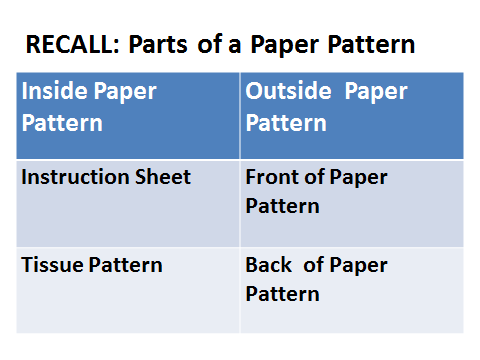 RECALL: Parts of a Paper Pattern
Inside Paper
Pattern
Outside Paper
Pattern
Instruction Sheet
Front of Paper
Pattern
Tissue Pattern
Back of Paper
Pattern